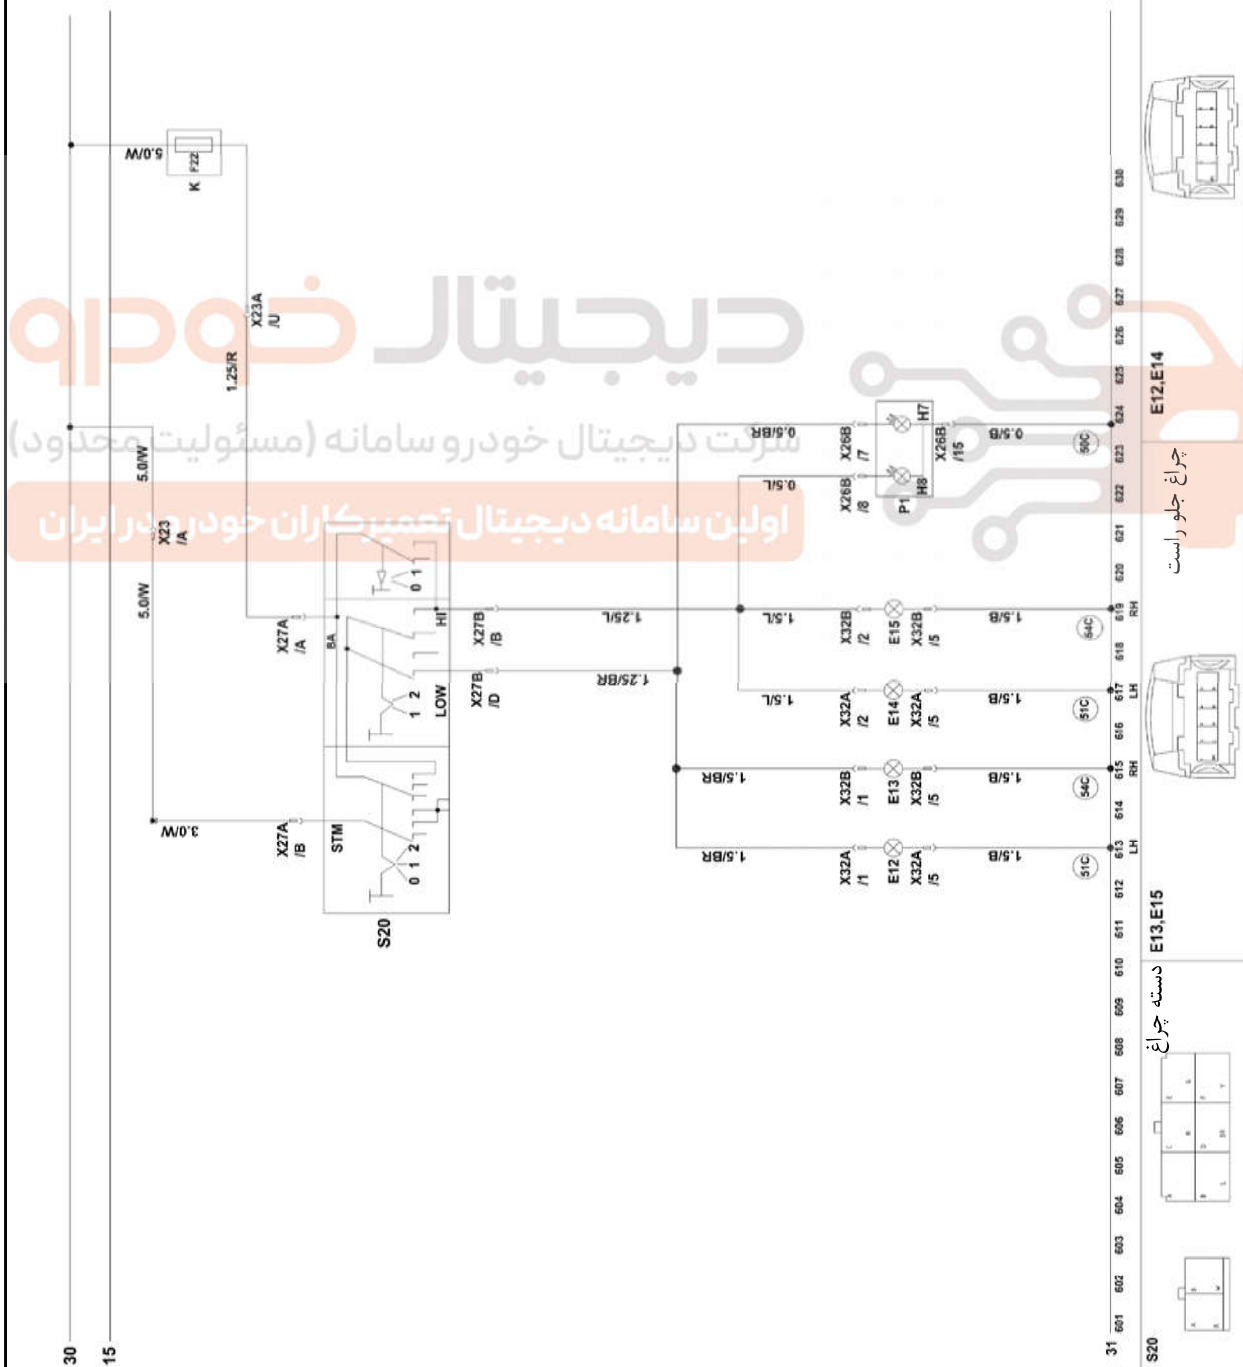 30
15
5.0/W
K
F22
X23A
/U
1.25/R
5.0/W
X23
/A
5.0/W
3.0/W
X27A
/B
X27A
/A
STM
BA
0 1 2
1 2
0 1
LOW
HI
S20
X27B
/D
X27B
/B
1.25/BR
1.25/L
0.5/BR
0.5/L
X26B
/7
X26B
/8
H7
H8
P1
X26B
/15
0.5/B
50C
1.5/BR
1.5/BR
1.5/L
1.5/L
X32A
/1
E12
X32A
/5
1.5/B
51C
X32B
/1
E13
X32B
/5
1.5/B
54C
X32A
/2
E14
X32A
/5
1.5/B
51C
X32B
/2
E15
X32B
/5
1.5/B
54C
31
601 602 603 604 605 606 607 608 609 610 611 612 613 614 615 616 617 618 619 620 621 622 623 624 625 626 627 628 629 630
LH RH LH RH
S20
دسته چراغ
E13,E15
چراغ جلو راست
E12,E14
دیجیتال خودرو
شرکت دیجیتال خودرو سامانه (مسئولیت محدود)
اولین سامانه دیجیتال تعمیرکاران خودرو در ایران